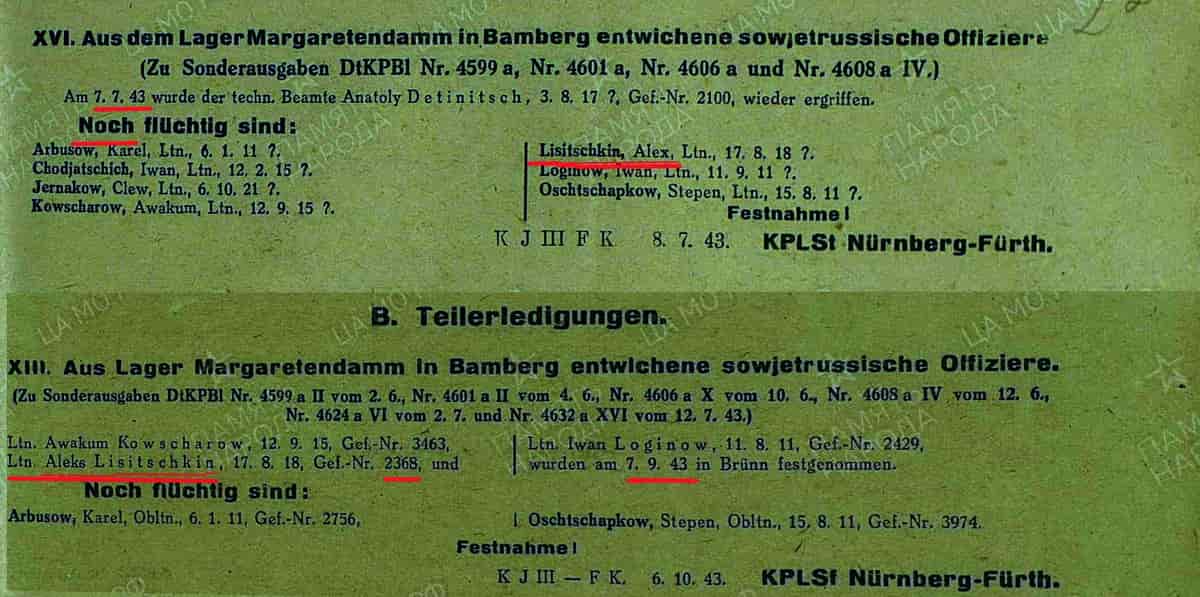 XVI. Aus dem Lager Margaretendamm in Bamberg entwichene sowjetrussische Offiziere
(Zu Sonderausgaben DtKPBl Nr. 4599 a, Nr. 4601 a, Nr. 4606 a und Nr. 4608 a IV.)
Am 7. 7. 43 wurde der techn. Beamte Anatoly Detinitsch, 3. 8. 17 ?, Gef.-Nr. 2100, wieder ergriffen.
Noch flüchtig sind:
Arbusow, Karel, Ltn., 6. 1. 11 ?.
Chodjatschich, Iwan, Ltn., 12. 2. 15 ?.
Jernakow, Clew, Ltn., 6. 10. 21 ?.
Kowscharow, Awakum, Ltn., 12. 9. 15 ?.
Lisitschkin, Alex, Ltn., 17. 8. 18 ?.
Loginow, Iwan, Ltn., 11. 9. 11 ?.
Oschtschapkow, Stepen, Ltn., 15. 8. 11 ?.
Festnahme!
K J III F K 8. 7. 43. KPLSt Nürnberg-Fürth.
B. Teilerledigungen.
XIII. Aus Lager Margaretendamm in Bamberg entwichene sowjetrussische Offiziere.
(Zu Sonderausgaben DtKPBl Nr. 4599 a II vom 2. 6., Nr. 4601 a II vom 4. 6., Nr. 4606 a X vom 10. 6., Nr. 4608 a IV vom 12. 6.,
Nr. 4624 a VI vom 2. 7. und Nr. 4632 a XVI vom 12. 7. 43.)
Ltn. Awakum Kowscharow, 12. 9. 15, Gef.-Nr. 3463,
Ltn. Aleks Lisitschkin, 17. 8. 18, Gef.-Nr. 2368, und
Ltn. Iwan Loginow, 11. 8. 11, Gef.-Nr. 2429,
wurden am 7. 9. 43 in Brünn festgenommen.
Noch flüchtig sind:
Arbusow, Karel, Obltn., 6. 1. 11, Gef.-Nr. 2756,
Oschtschapkow, Stepen, Obltn., 15. 8. 11, Gef.-Nr. 3974.
Festnahme!
K J III — F K. 6. 10. 43. KPLSt Nürnberg-Fürth.
ЦА МО РФ
ПАМЯТЬ
НАРОДА